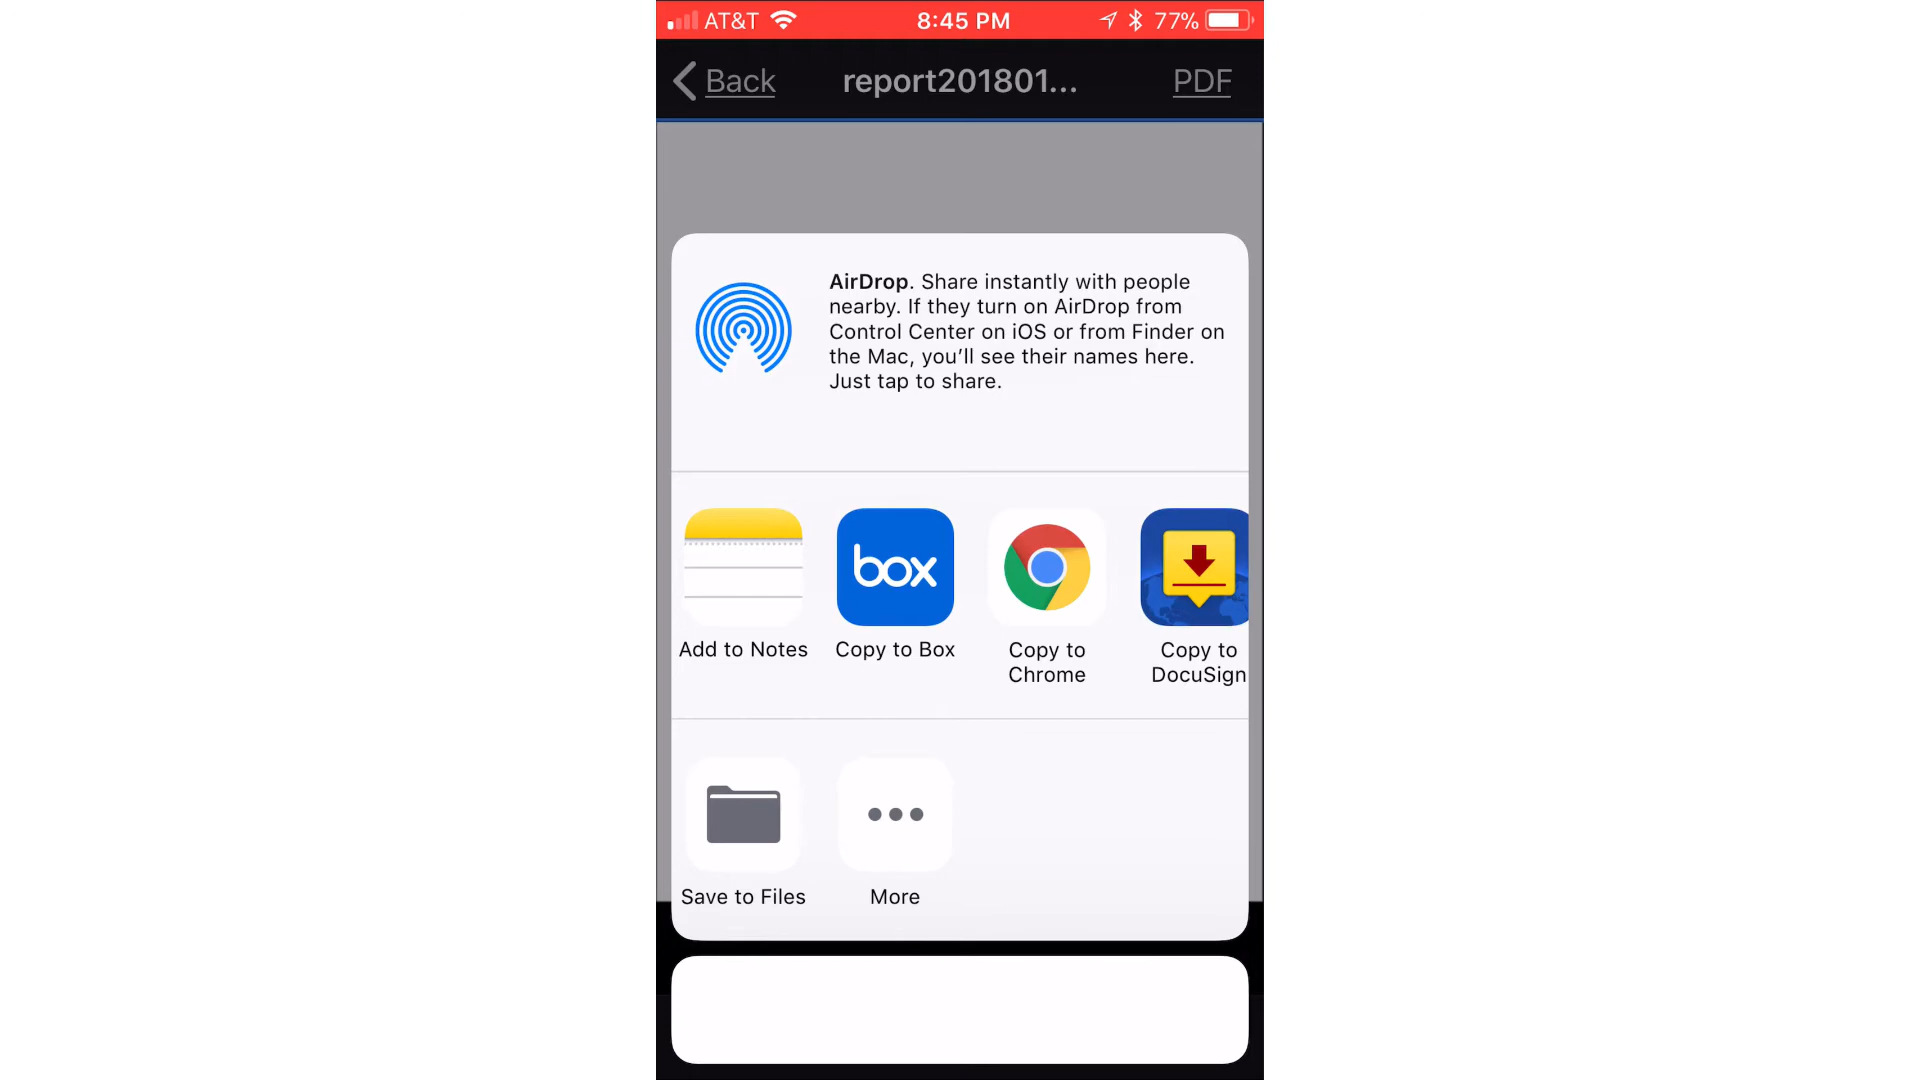 AT&T 8:45 PM 77%
Back report201801... PDF
AirDrop. Share instantly with people
nearby. If they turn on AirDrop from
Control Center on iOS or from Finder on
the Mac, you’ll see their names here.
Just tap to share.
box
Add to Notes
Copy to Box
Copy to
Chrome
Copy to
DocuSign
Save to Files
More